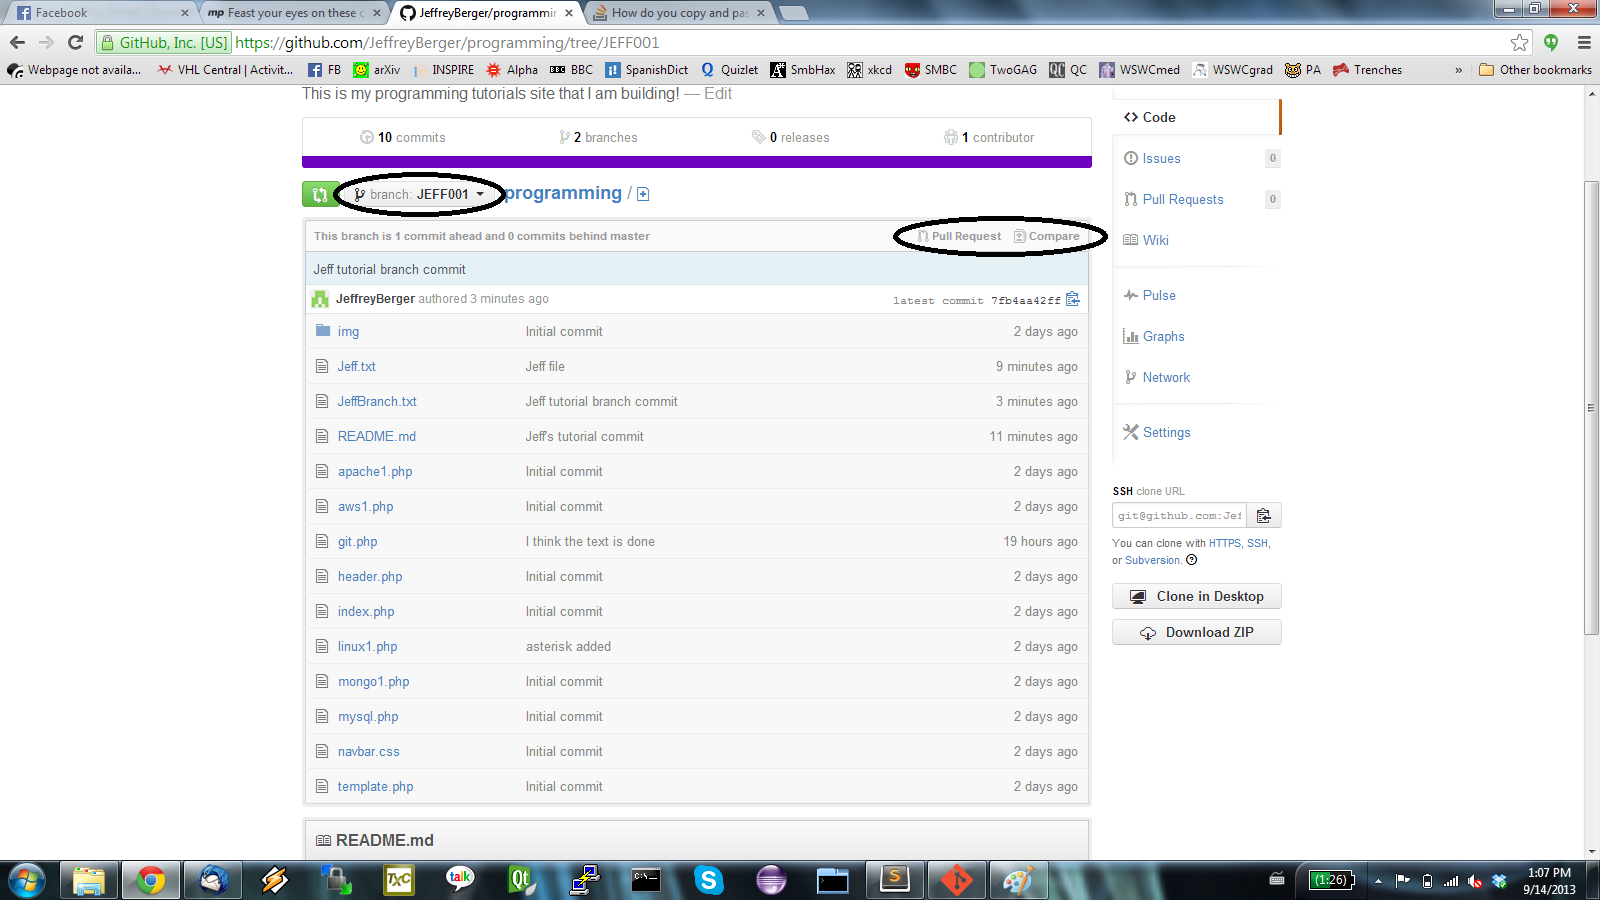 Facebook
mp Feast your eyes on these c
JeffreyBerger/programmin
How do you copy and pas
GitHub, Inc. [US] https://github.com/JeffreyBerger/programming/tree/JEFF001
Webpage not availa... VHL Central | Activit... FB arXiv INSPIRE Alpha BBC SpanishDict Quizlet SmbHax xkcd SMBC TwoGAG QC WSWCmed WSWCgrad PA Trenches » Other bookmarks
This is my programming tutorials site that I am building! — Edit
10 commits 2 branches 0 releases 1 contributor
branch: JEFF001 programming /
This branch is 1 commit ahead and 0 commits behind master Pull Request Compare
Jeff tutorial branch commit
JeffreyBerger authored 3 minutes ago latest commit 7fb4aa42ff
img Initial commit 2 days ago
Jeff.txt Jeff file 9 minutes ago
JeffBranch.txt Jeff tutorial branch commit 3 minutes ago
README.md Jeff's tutorial commit 11 minutes ago
apache1.php Initial commit 2 days ago
aws1.php Initial commit 2 days ago
git.php I think the text is done 19 hours ago
header.php Initial commit 2 days ago
index.php Initial commit 2 days ago
linux1.php asterisk added 2 days ago
mongo1.php Initial commit 2 days ago
mysql.php Initial commit 2 days ago
navbar.css Initial commit 2 days ago
template.php Initial commit 2 days ago
README.md
Code
Issues 0
Pull Requests 0
Wiki
Pulse
Graphs
Network
Settings
SSH clone URL
git@github.com:Jef
You can clone with HTTPS, SSH,
or Subversion.
Clone in Desktop
Download ZIP
TXC talk Qt C:\_ S
(1:26)
1:07 PM
9/14/2013